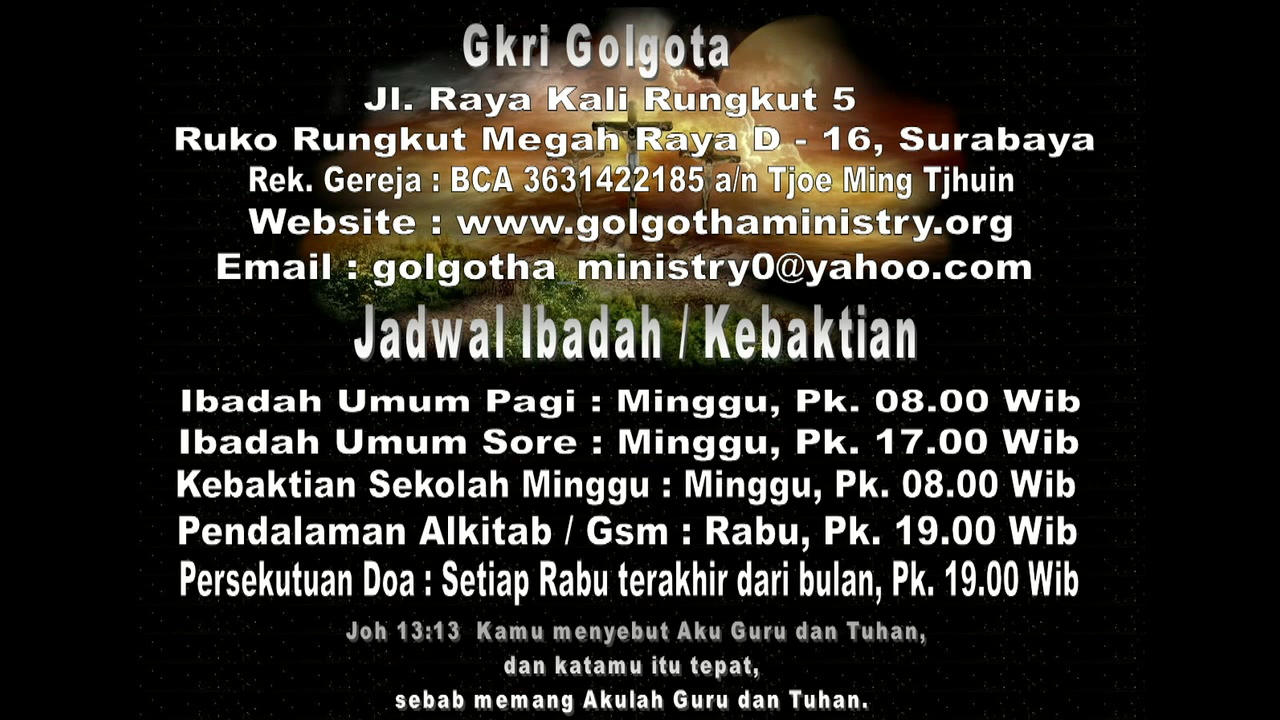 Gkri Golgota
Jl. Raya Kali Rungkut 5
Ruko Rungkut Megah Raya D - 16, Surabaya
Rek. Gereja : BCA 3631422185 a/n Tjoe Ming Tjhuin
Website : www.golgothaministry.org
Email : golgotha_ministry0@yahoo.com
Jadwal Ibadah / Kebaktian
Ibadah Umum Pagi : Minggu, Pk. 08.00 Wib
Ibadah Umum Sore : Minggu, Pk. 17.00 Wib
Kebaktian Sekolah Minggu : Minggu, Pk. 08.00 Wib
Pendalaman Alkitab / Gsm : Rabu, Pk. 19.00 Wib
Persekutuan Doa : Setiap Rabu terakhir dari bulan, Pk. 19.00 Wib
Joh 13:13 Kamu menyebut Aku Guru dan Tuhan,
dan katamu itu tepat,
sebab memang Akulah Guru dan Tuhan.